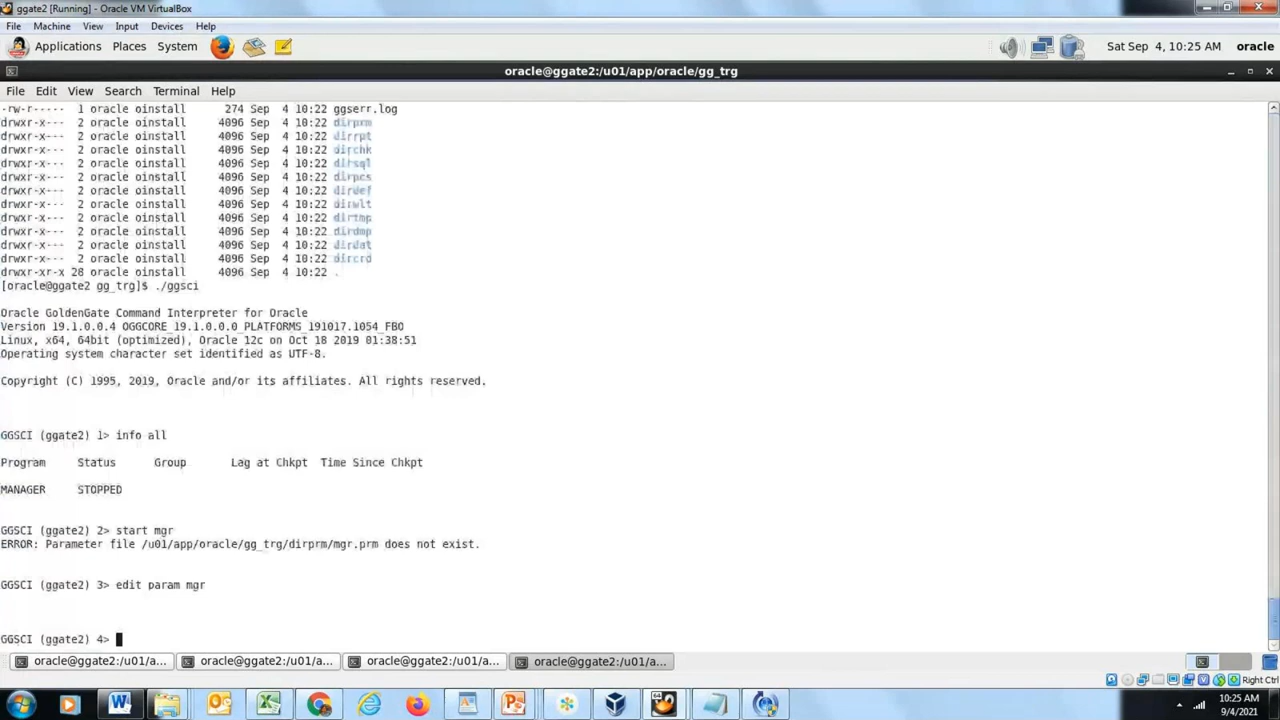 ggate2 [Running] - Oracle VM VirtualBox
File Machine View Input Devices Help
Applications Places System Sat Sep 4, 10:25 AM oracle
oracle@ggate2:/u01/app/oracle/gg_trg
File Edit View Search Terminal Help
-rw-r----- 1 oracle oinstall 274 Sep 4 10:22 ggserr.log
drwxr-x--- 2 oracle oinstall 4096 Sep 4 10:22 dirprm
drwxr-x--- 2 oracle oinstall 4096 Sep 4 10:22 dirrpt
drwxr-x--- 2 oracle oinstall 4096 Sep 4 10:22 dirchk
drwxr-x--- 2 oracle oinstall 4096 Sep 4 10:22 dirsql
drwxr-x--- 2 oracle oinstall 4096 Sep 4 10:22 dirpcs
drwxr-x--- 2 oracle oinstall 4096 Sep 4 10:22 dirdef
drwxr-x--- 2 oracle oinstall 4096 Sep 4 10:22 dirwlt
drwxr-x--- 2 oracle oinstall 4096 Sep 4 10:22 dirtmp
drwxr-x--- 2 oracle oinstall 4096 Sep 4 10:22 dirdmp
drwxr-x--- 2 oracle oinstall 4096 Sep 4 10:22 dirdat
drwxr-x--- 2 oracle oinstall 4096 Sep 4 10:22 dircrd
drwxr-xr-x 28 oracle oinstall 4096 Sep 4 10:22 .
[oracle@ggate2 gg_trg]$ ./ggsci
Oracle GoldenGate Command Interpreter for Oracle
Version 19.1.0.0.4 OGGCORE_19.1.0.0.0_PLATFORMS_191017.1054_FBO
Linux, x64, 64bit (optimized), Oracle 12c on Oct 18 2019 01:38:51
Operating system character set identified as UTF-8.
Copyright (C) 1995, 2019, Oracle and/or its affiliates. All rights reserved.
GGSCI (ggate2) 1> info all
Program Status Group Lag at Chkpt Time Since Chkpt
MANAGER STOPPED
GGSCI (ggate2) 2> start mgr
ERROR: Parameter file /u01/app/oracle/gg_trg/dirprm/mgr.prm does not exist.
GGSCI (ggate2) 3> edit param mgr
GGSCI (ggate2) 4>
oracle@ggate2:/u01/a... oracle@ggate2:/u01/a... oracle@ggate2:/u01/a... oracle@ggate2:/u01/a...
Right Ctrl
10:25 AM
9/4/2021